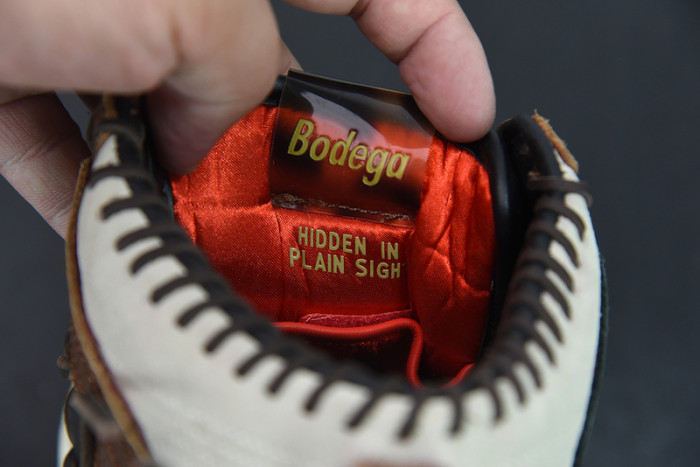 Bodega
HIDDEN IN
PLAIN SIGH